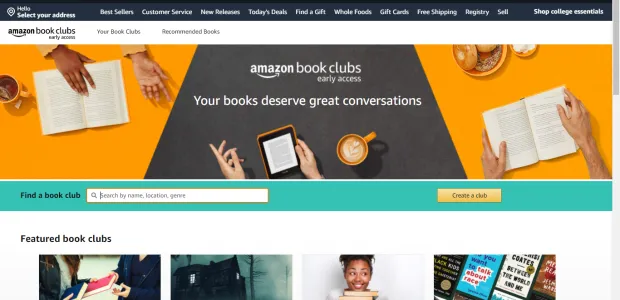 Hello
Select your address
Best Sellers Customer Service New Releases Today's Deals Find a Gift Whole Foods Gift Cards Free Shipping Registry Sell Shop college essentials
amazon book clubs
early access
Your Book Clubs Recommended Books
amazon book clubs
early access
Your books deserve great conversations
Find a book club Search by name, location, genre Create a club
Featured book clubs
you want
to talk
about
race
COATES
BETWEEN
THE WORLD
AND ME